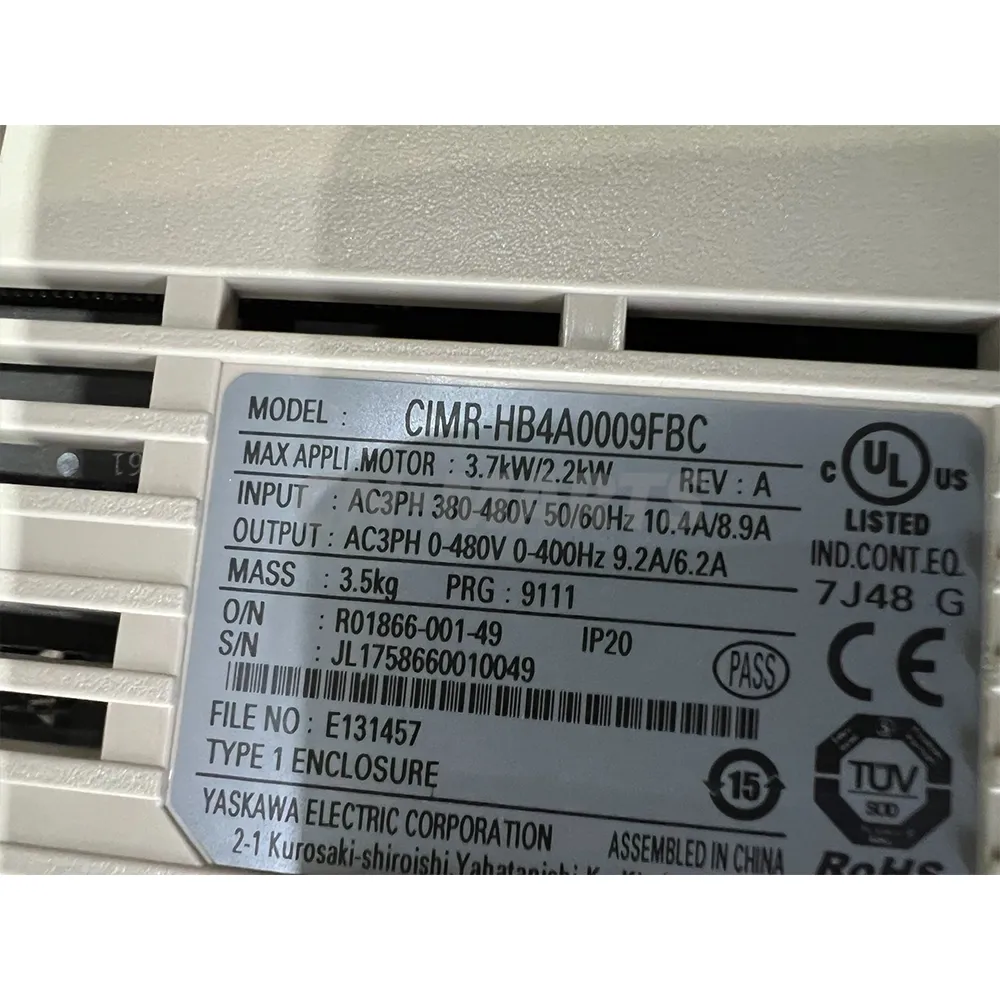 MODEL : CIMR-HB4A0009FBC
MAX APPLI.MOTOR : 3.7kW/2.2kW REV : A
INPUT : AC3PH 380-480V 50/60Hz 10.4A/8.9A
OUTPUT : AC3PH 0-480V 0-400Hz 9.2A/6.2A
MASS : 3.5kg PRG : 9111
O/N : R01866-001-49 IP20
S/N : JL1758660010049
PASS
FILE NO : E131457
TYPE 1 ENCLOSURE
YASKAWA ELECTRIC CORPORATION
ASSEMBLED IN CHINA
2-1 Kurosaki-shiroishi,
C UL US
LISTED
IND.CONT.EQ.
7J48 G
CE
15
TÜV
SÜD
RoHS
61